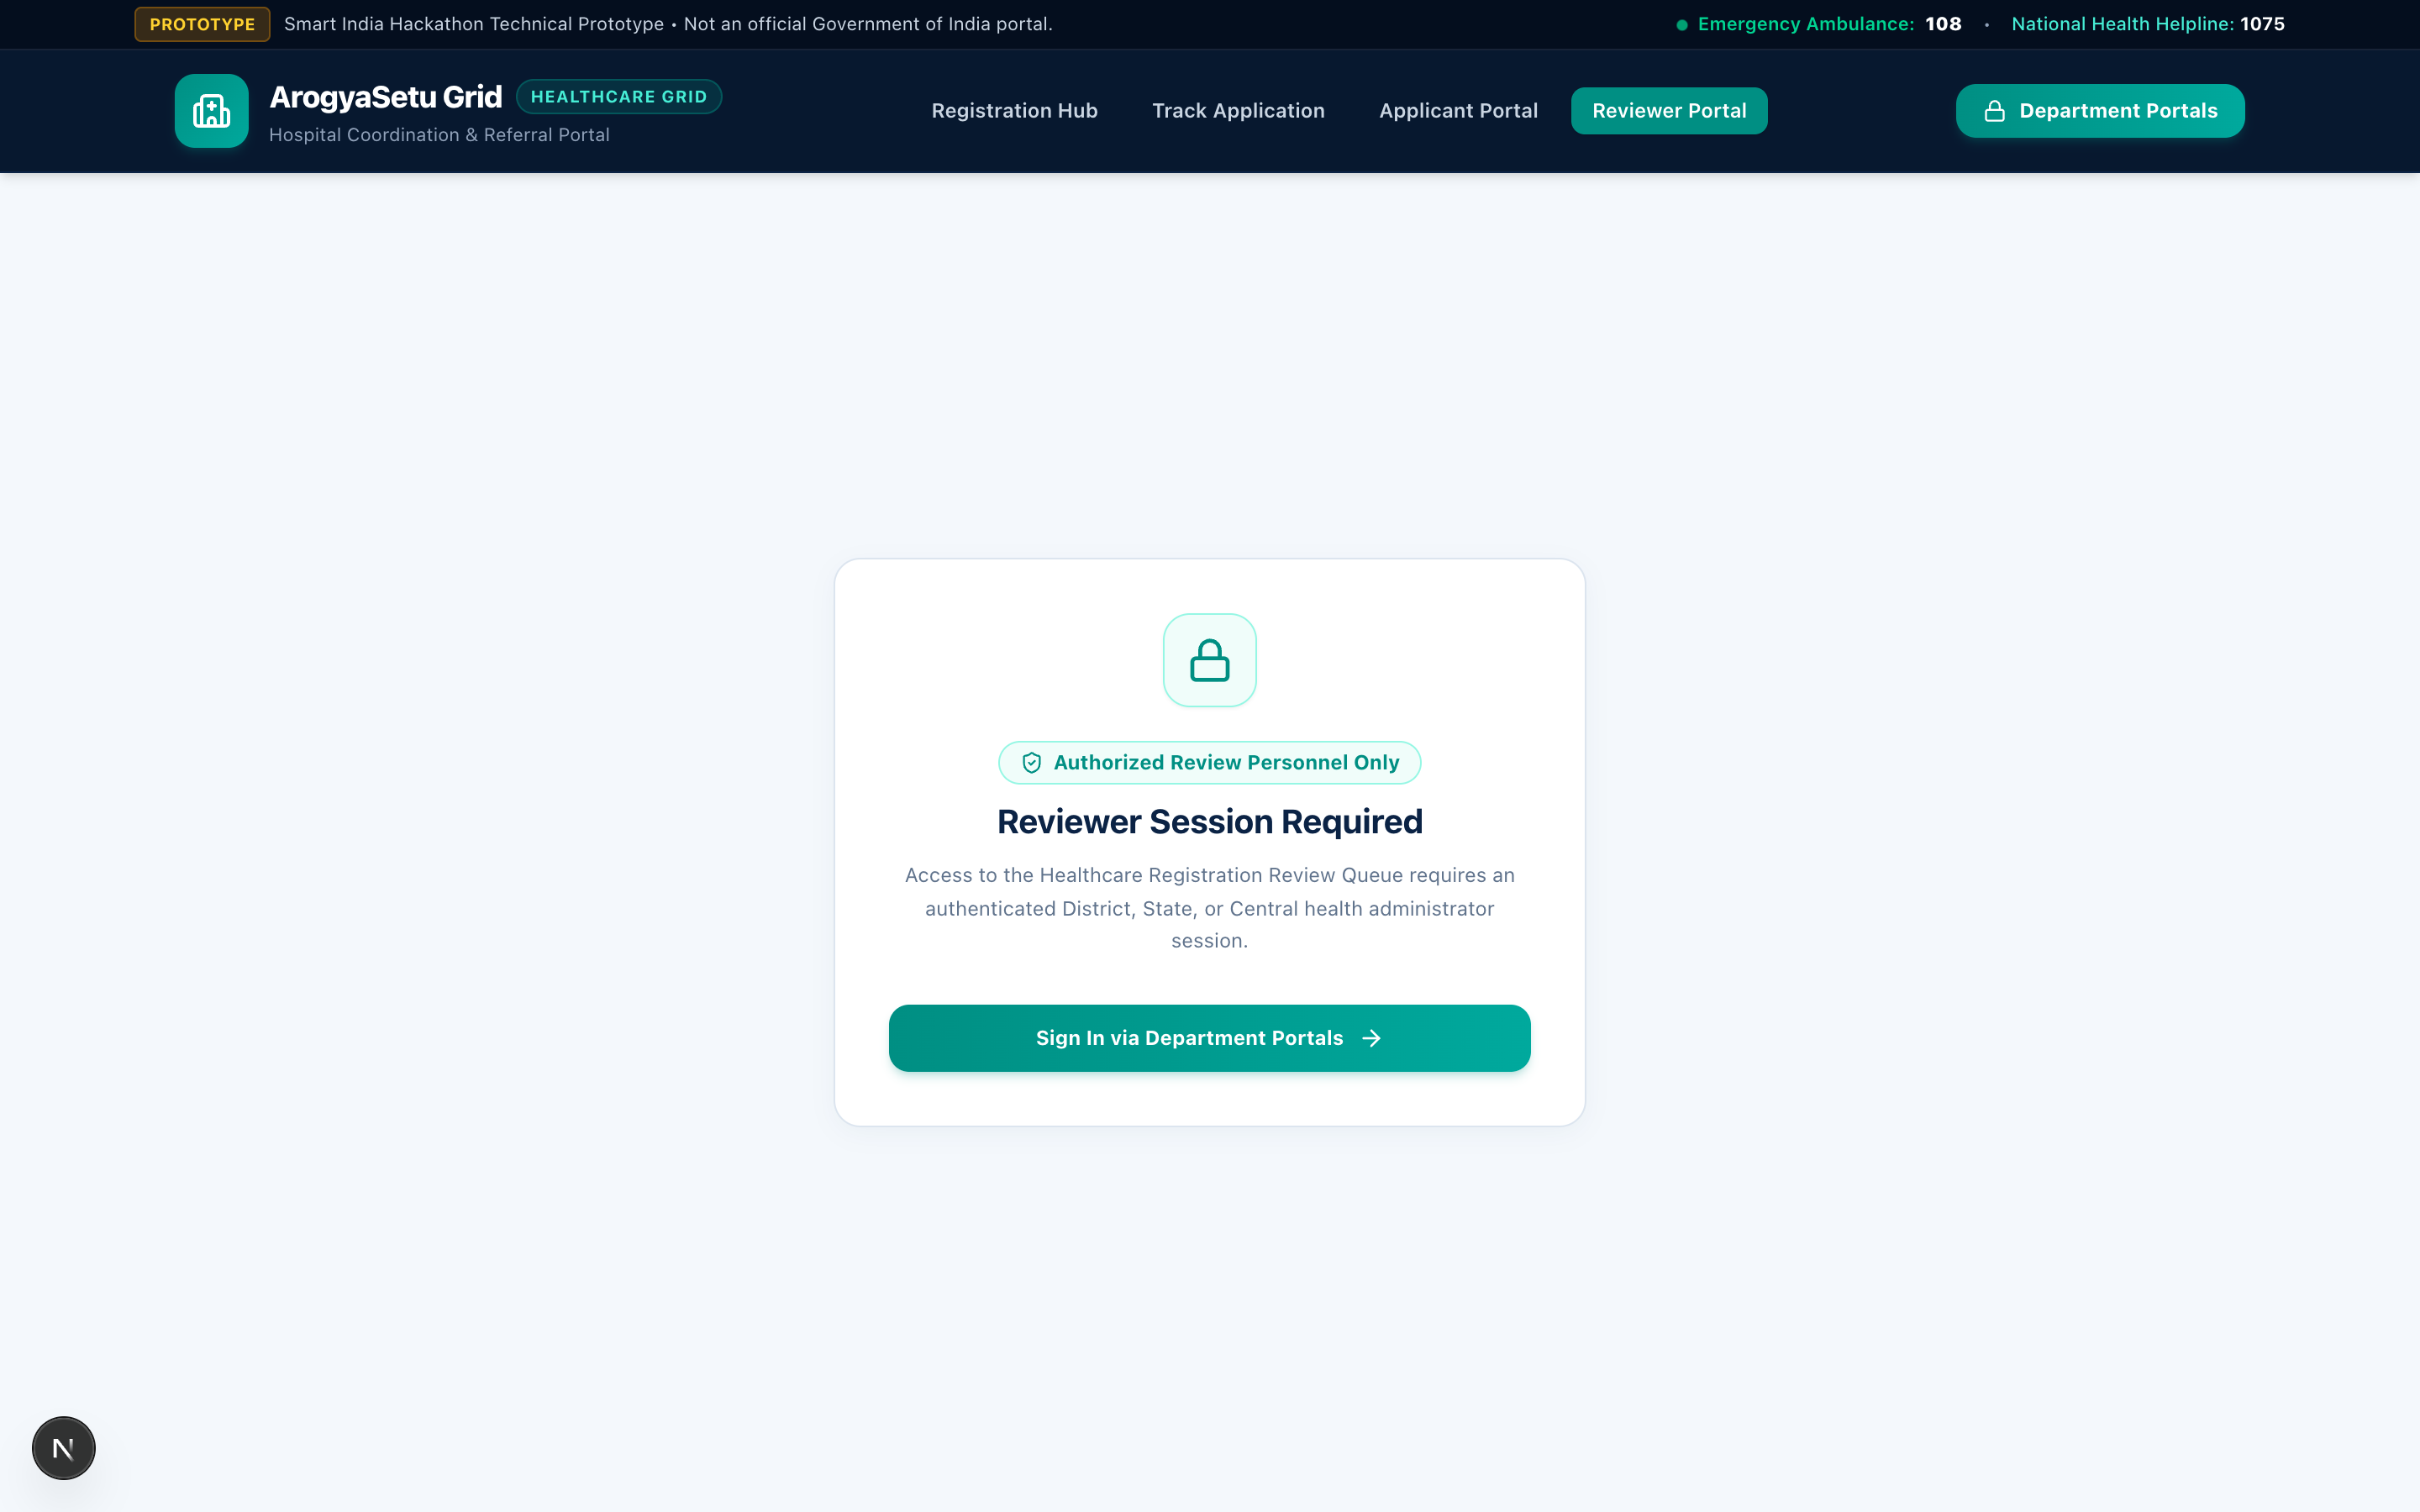 PROTOTYPE Smart India Hackathon Technical Prototype • Not an official Government of India portal. Emergency Ambulance: 108 • National Health Helpline: 1075
ArogyaSetu Grid HEALTHCARE GRID
Hospital Coordination & Referral Portal
Registration Hub Track Application Applicant Portal Reviewer Portal Department Portals
Authorized Review Personnel Only
Reviewer Session Required
Access to the Healthcare Registration Review Queue requires an
authenticated District, State, or Central health administrator
session.
Sign In via Department Portals →
N